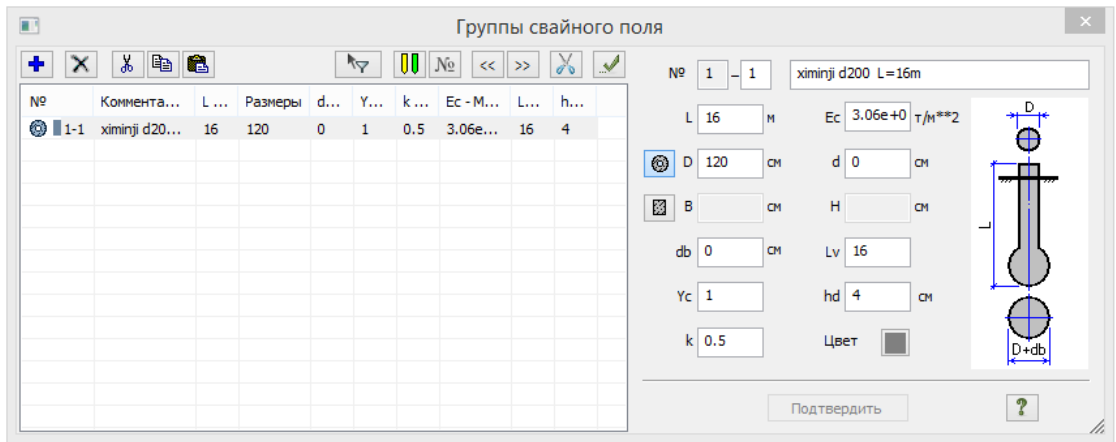 Группы свайного поля
№
<< >>
№ 1 - 1 ximinji d200 L=16m
№ Коммента... L ... Размеры d... Y... k ... Ec - M... L... h...
1-1 ximinji d20... 16 120 0 1 0.5 3.06e... 16 4
L 16 м Ec 3.06e+0 т/м**2
D 120 см d 0 см
B см H см
db 0 см Lv 16
Yc 1 hd 4 см
k 0.5 Цвет
D
L
D+db
Подтвердить ?